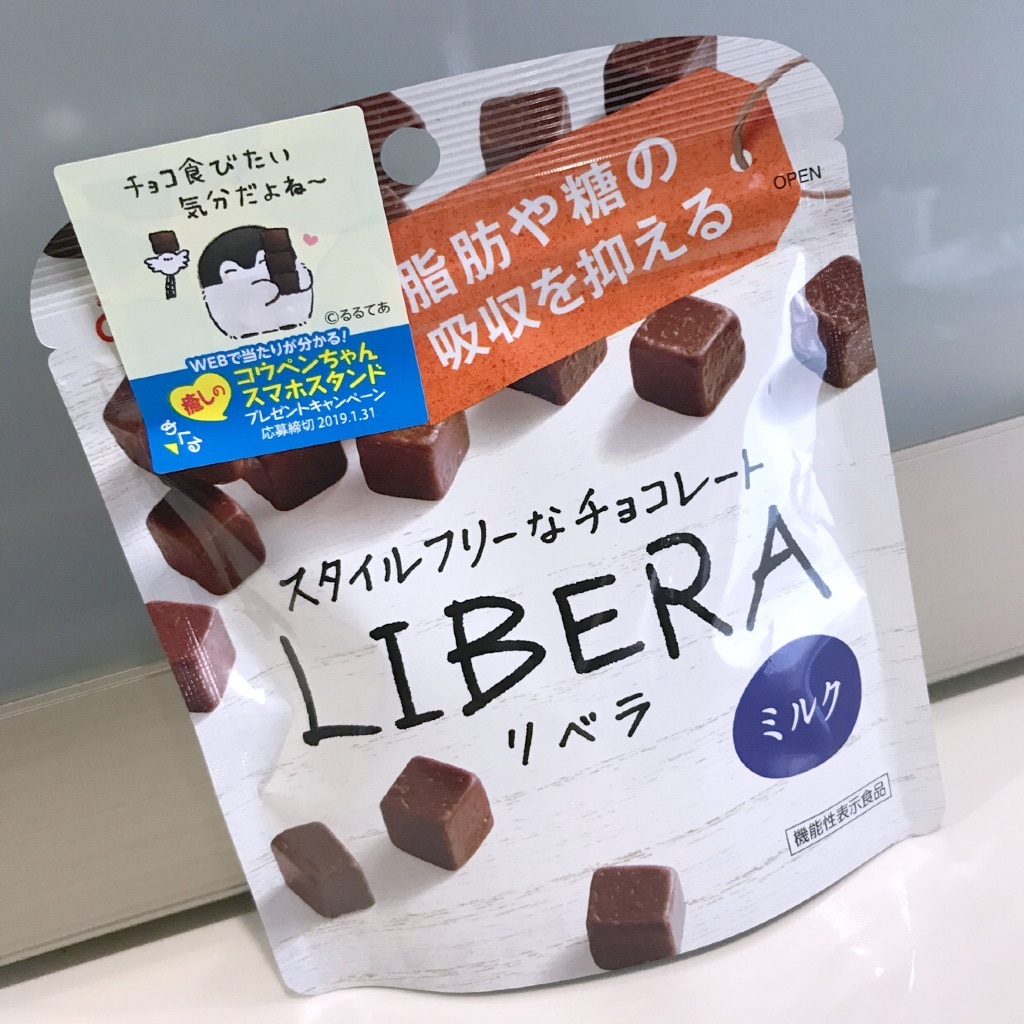 チョコ食びたい
気分だよね~
©るるてあ
WEBで当たりが分かる!
癒しの
コウペンちゃん
スマホスタンド
プレゼントキャンペーン
応募締切 2019.1.31
めくる
脂肪や糖の
吸収を抑える
OPEN
スタイルフリーなチョコレート
LIBERA
リベラ
ミルク
機能性表示食品